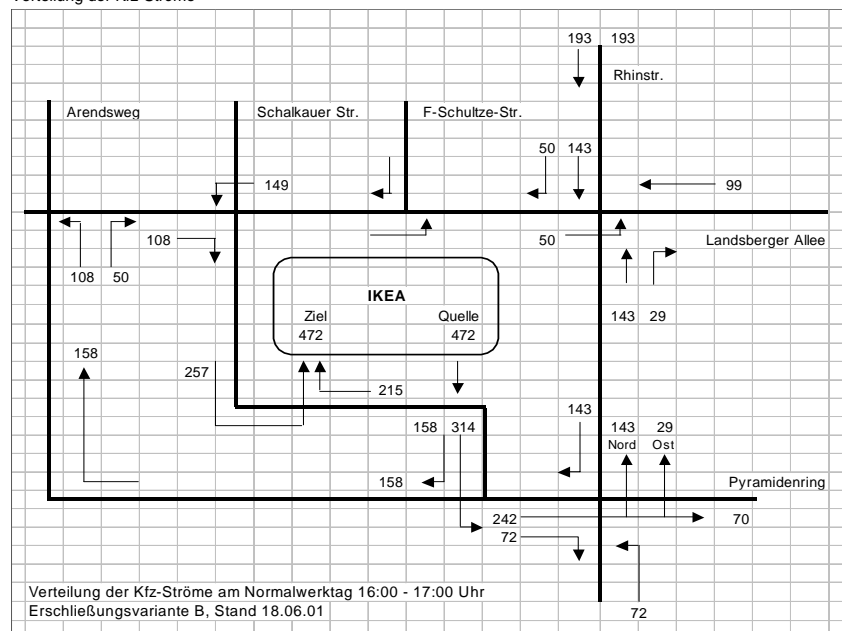 193 193
Rhinstr.
Arendsweg
Schalkauer Str.
F-Schultze-Str.
50 143
149
99
108
50
Landsberger Allee
108 50
IKEA
Ziel
Quelle
472
472
143 29
158
257
215
143
158 314
143 29
Nord Ost
158
Pyramidenring
242
70
72
Verteilung der Kfz-Ströme am Normalwerktag 16:00 - 17:00 Uhr
Erschließungsvariante B, Stand 18.06.01
72